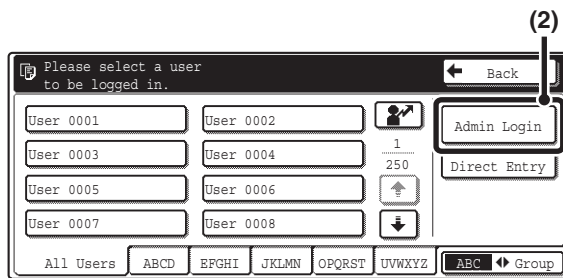 (2)
Please select a user
to be logged in.
Back
User 0001
User 0002
Admin Login
User 0003
User 0004
1
250
Direct Entry
User 0005
User 0006
User 0007
User 0008
All Users
ABCD
EFGHI
JKLMN
OPQRST
UVWXYZ
ABC
Group